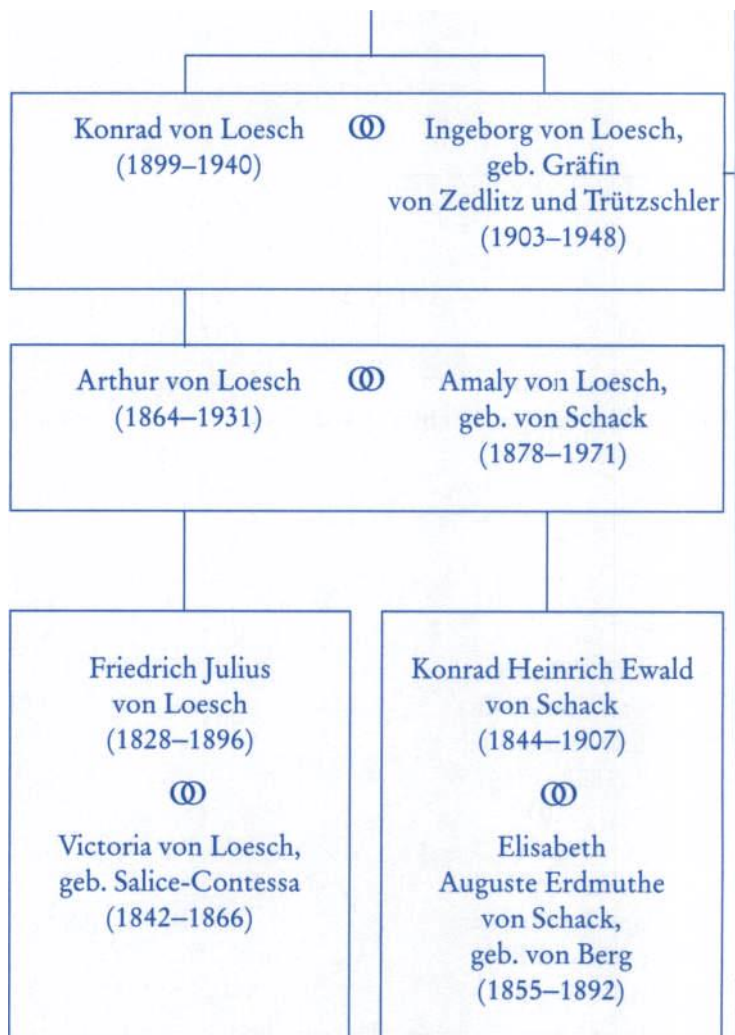 Konrad von Loesch
(1899–1940)
Ingeborg von Loesch,
geb. Gräfin
von Zedlitz und Trützschler
(1903–1948)
Arthur von Loesch
(1864–1931)
Amaly von Loesch,
geb. von Schack
(1878–1971)
Friedrich Julius
von Loesch
(1828–1896)
Victoria von Loesch,
geb. Salice-Contessa
(1842–1866)
Konrad Heinrich Ewald
von Schack
(1844–1907)
Elisabeth
Auguste Erdmuthe
von Schack,
geb. von Berg
(1855–1892)